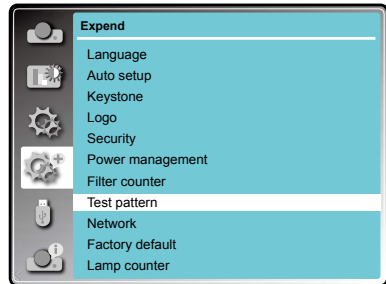 Expend
Language
Auto setup
Keystone
Logo
Security
Power management
Filter counter
Test pattern
Network
Factory default
Lamp counter